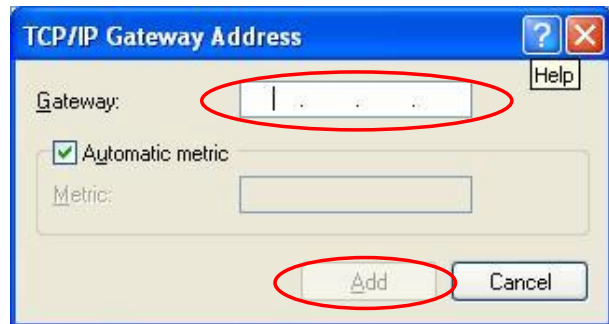 TCP/IP Gateway Address
?
Help
Gateway:
. . .
Automatic metric
Metric:
Add
Cancel